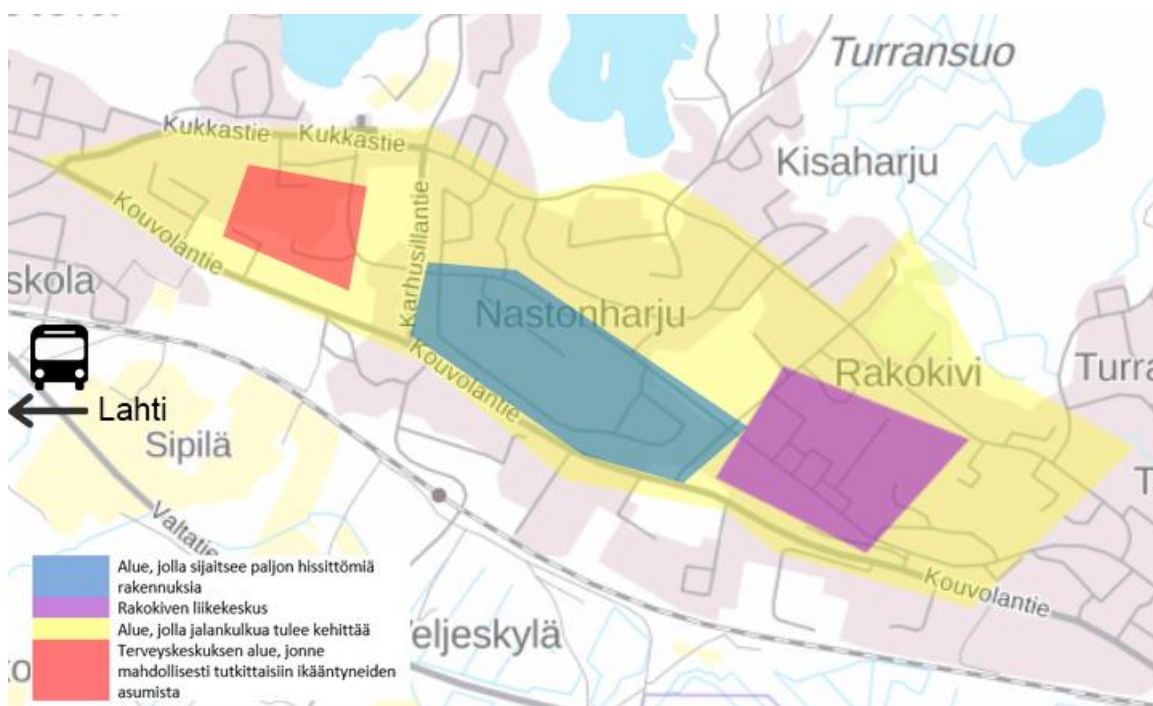 Turransuo
Kukkastie
Kukkastie
Kisaharju
Kouvolantie
Karhusillantie
skola
Nastonharju
Kouvolantie
Rakokivi
Turra
Lahti
Sipilä
T
Valtatie
Kouvolantie
eljeskylä
Alue, jolla sijaitsee paljon hissittömiä
rakennuksia
Rakokiven liikekeskus
Alue, jolla jalankulkua tulee kehittää
Terveyskeskuksen alue, jonne
mahdollisesti tutkittaisiin ikääntyneiden
asumista